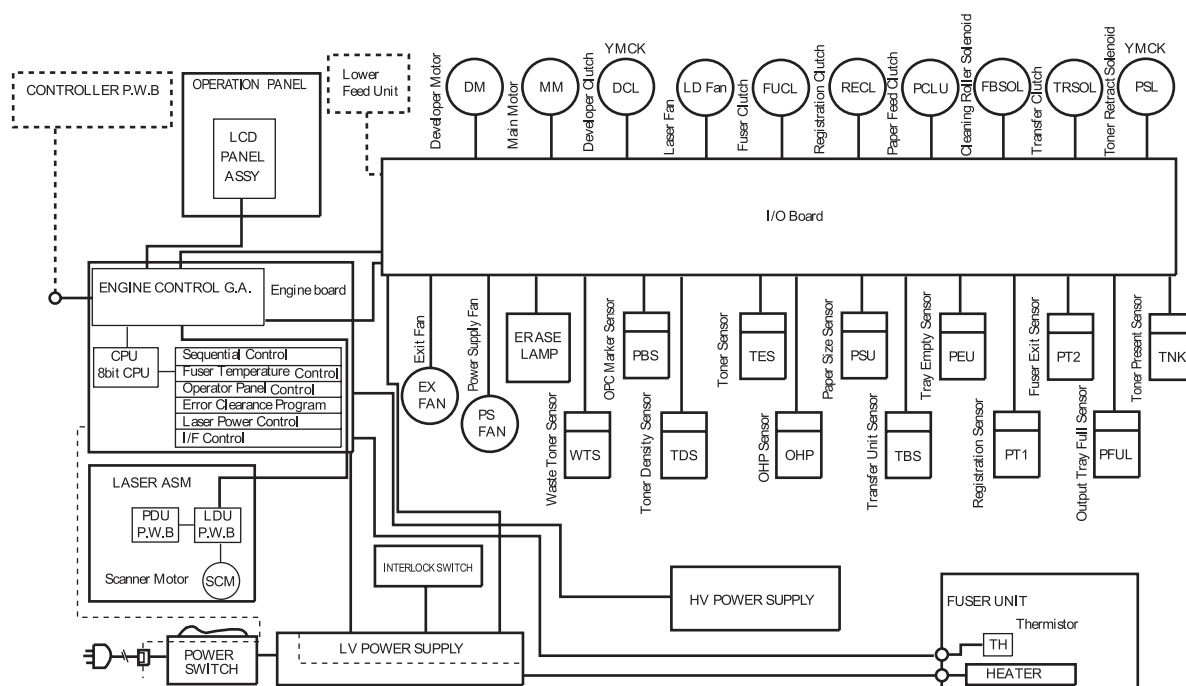 CONTROLLER P.W.B
OPERATION PANEL
LCD
PANEL
ASSY
Lower
Feed Unit
Developer Motor
DM
Main Motor
MM
Developer Clutch
YMCK
DCL
Laser Fan
LD Fan
Fuser Clutch
FUCL
Registration Clutch
RECL
Paper Feed Clutch
PCLU
Cleaning Roller Solenoid
FBSOL
Transfer Clutch
TRSOL
Toner Retract Solenoid
YMCK
PSL
I/O Board
ENGINE CONTROL G.A.
Engine board
CPU
8bit CPU
Sequential Control
Fuser Temperature Control
Operator Panel Control
Error Clearance Program
Laser Power Control
I/F Control
Exit Fan
EX
FAN
Power Supply Fan
PS
FAN
ERASE
LAMP
Waste Toner Sensor
WTS
OPC Marker Sensor
PBS
Toner Density Sensor
TDS
Toner Sensor
TES
OHP Sensor
OHP
Paper Size Sensor
PSU
Transfer Unit Sensor
TBS
Tray Empty Sensor
PEU
Registration Sensor
PT1
Fuser Exit Sensor
PT2
Output Tray Full Sensor
PFUL
Toner Present Sensor
TNK
LASER ASM
PDU
P.W.B
LDU
P.W.B
Scanner Motor
SCM
INTERLOCK SWITCH
HV POWER SUPPLY
FUSER UNIT
Thermistor
TH
HEATER
POWER
SWITCH
LV POWER SUPPLY